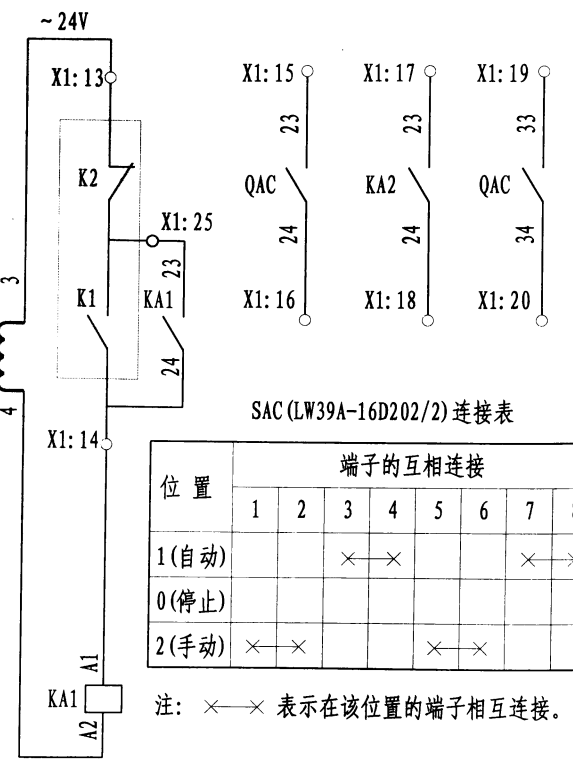 ~24V
X1:13
X1:15
X1:17
X1:19
23
23
33
K2
QAC
KA2
QAC
X1:25
24
24
34
3
23
K1
KA1
X1:16
X1:18
X1:20
24
4
SAC(LW39A-16D202/2)连接表
X1:14
位置
端子的互相连接
1 2 3 4 5 6 7
1(自动)
0(停止)
2(手动)
A1
KA1
A2
注: ×—× 表示在该位置的端子相互连接。